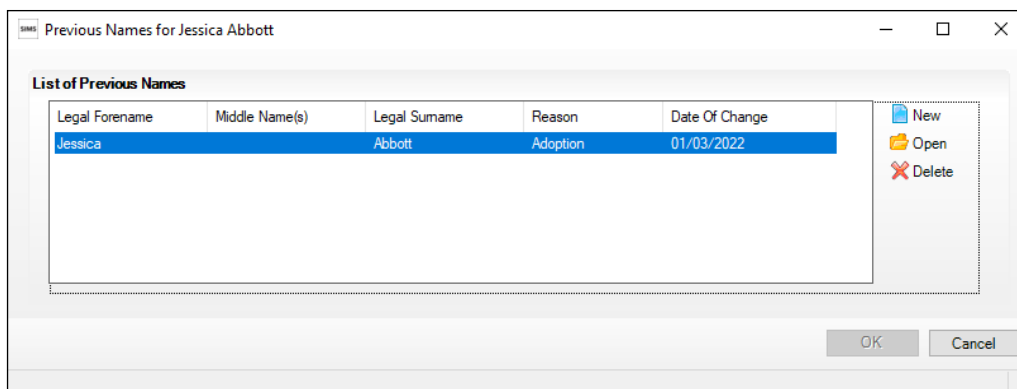 SIMS Previous Names for Jessica Abbott
List of Previous Names
Legal Forename Middle Name(s) Legal Surname Reason Date Of Change
Jessica Abbott Adoption 01/03/2022
New
Open
Delete
OK Cancel